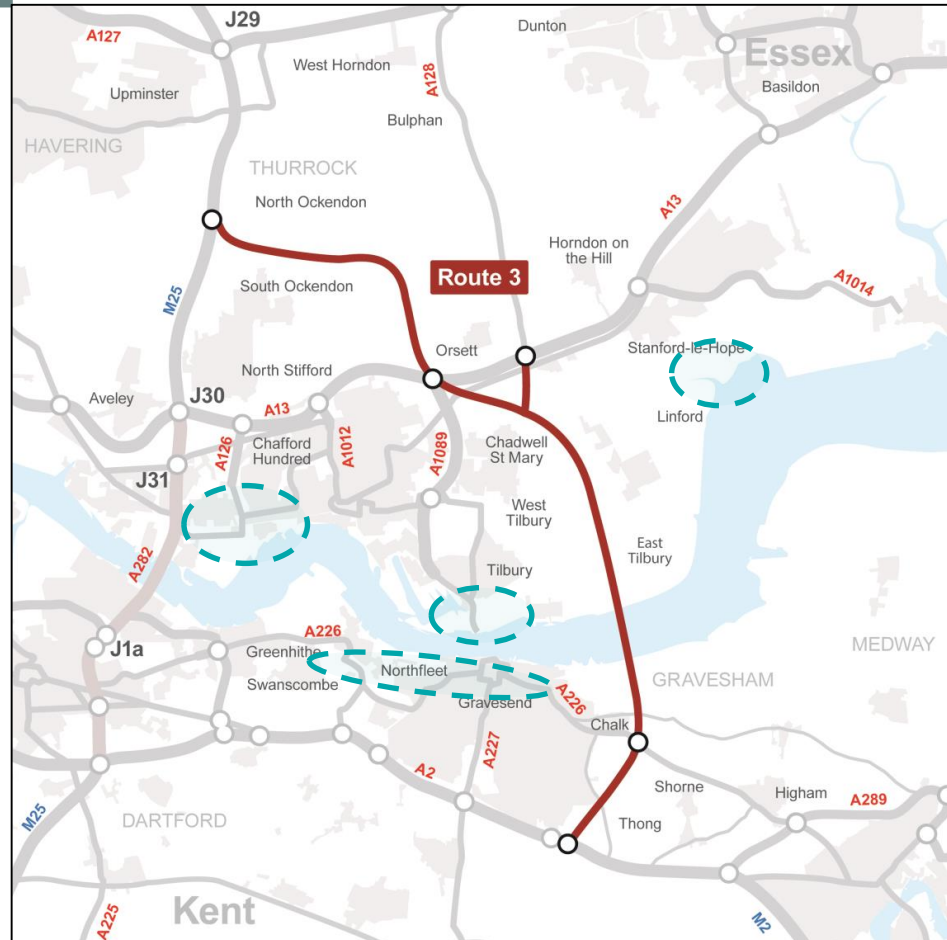 J29
A127
Dunton
Essex
West Horndon
A128
Upminster
Basildon
Bulphan
HAVERING
THURROCK
North Ockendon
A13
Horndon on
the Hill
Route 3
South Ockendon
M25
A1014
Orsett
Stanford-le-Hope
North Stifford
Aveley
J30
A13
Linford
A126
Chafford
Hundred
A1012
A1089
Chadwell
St Mary
J31
West
Tilbury
East
Tilbury
A282
Tilbury
A226
J1a
Greenhithe
MEDWAY
Northfleet
GRAVESHAM
Swanscombe
A226
Gravesend
Chalk
A227
A2
Shorne
Higham
A289
M25
DARTFORD
Thong
Kent
A225
M2